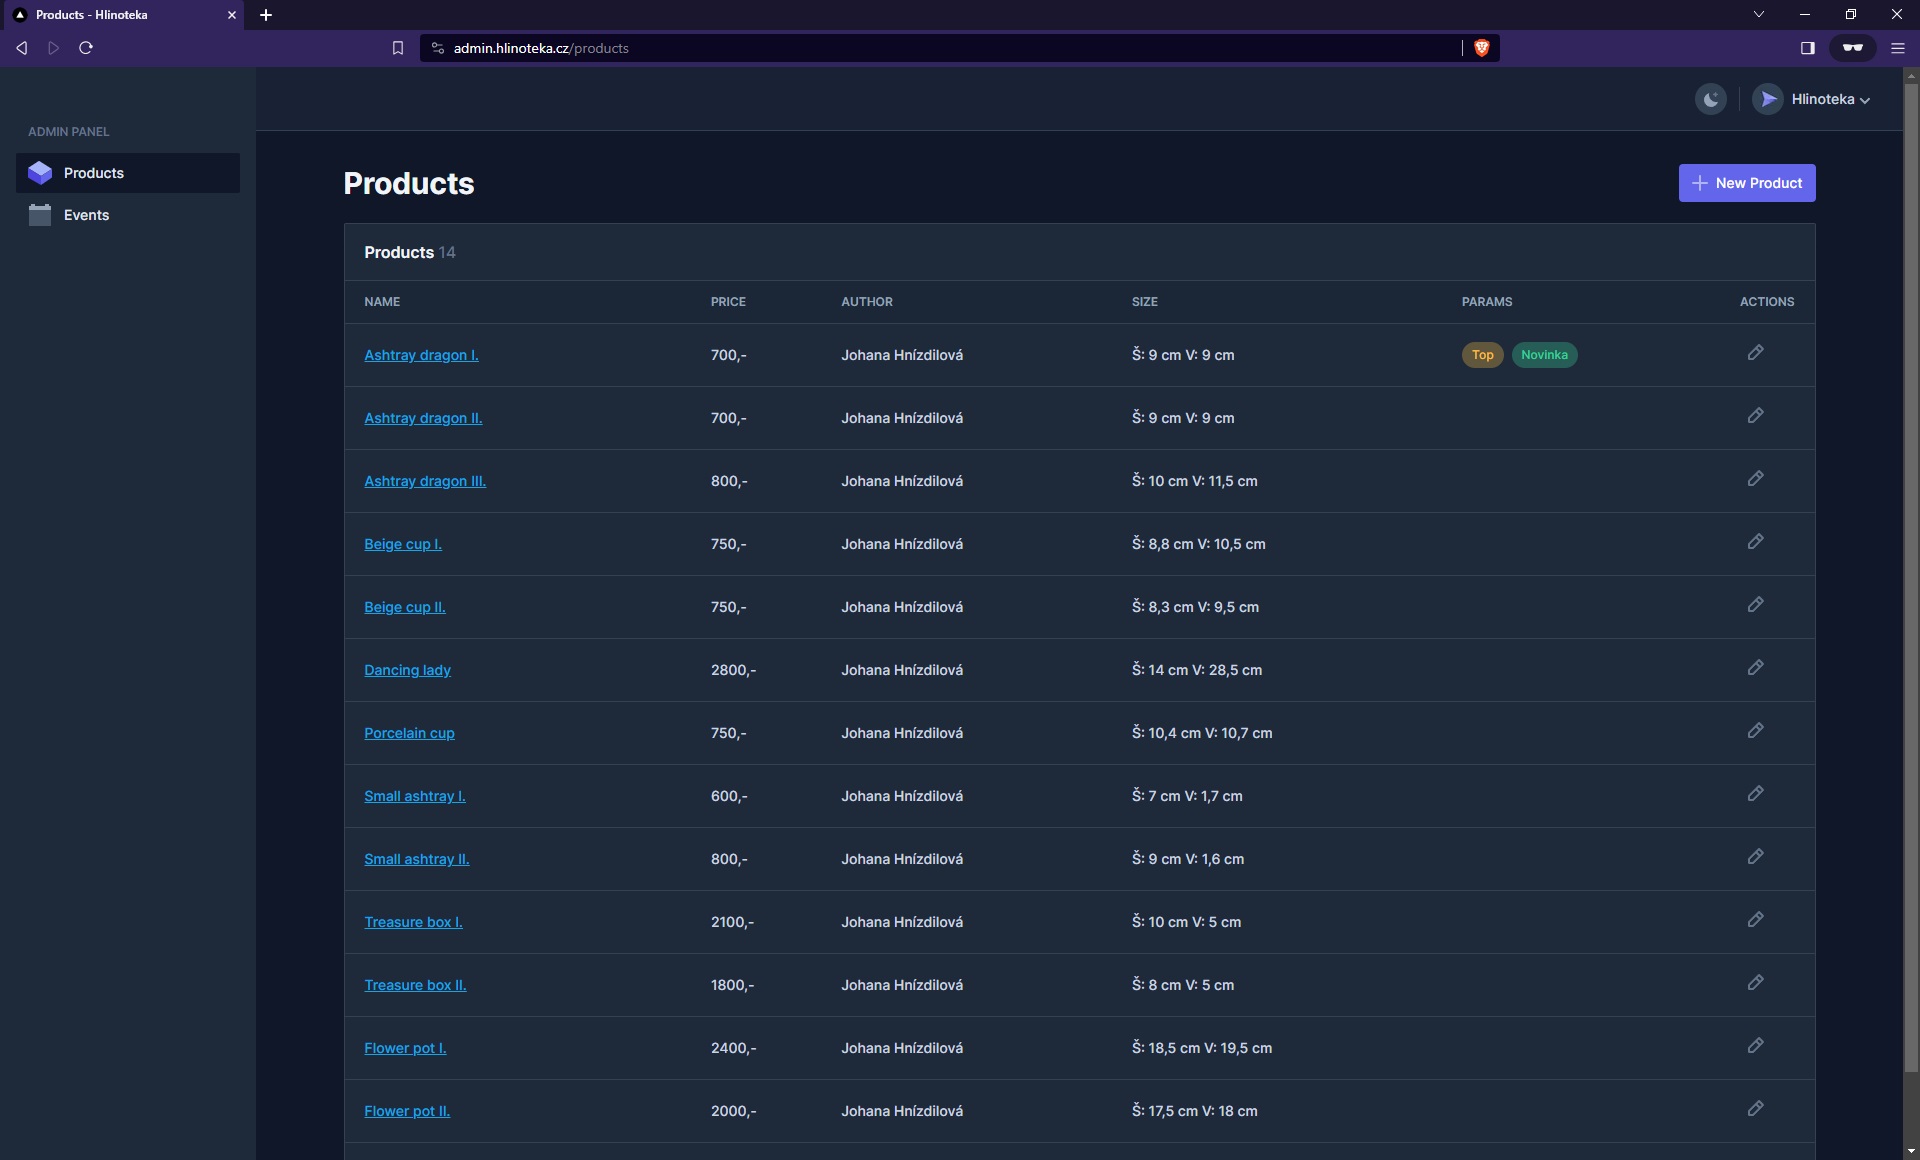 Products - Hlinoteka
admin.hlinoteka.cz/products
Hlinoteka
ADMIN PANEL
Products
Events
Products
New Product
Products 14
NAME PRICE AUTHOR SIZE PARAMS ACTIONS
Ashtray dragon I. 700,- Johana Hnízdilová Š: 9 cm V: 9 cm Top Novinka
Ashtray dragon II. 700,- Johana Hnízdilová Š: 9 cm V: 9 cm
Ashtray dragon III. 800,- Johana Hnízdilová Š: 10 cm V: 11,5 cm
Beige cup I. 750,- Johana Hnízdilová Š: 8,8 cm V: 10,5 cm
Beige cup II. 750,- Johana Hnízdilová Š: 8,3 cm V: 9,5 cm
Dancing lady 2800,- Johana Hnízdilová Š: 14 cm V: 28,5 cm
Porcelain cup 750,- Johana Hnízdilová Š: 10,4 cm V: 10,7 cm
Small ashtray I. 600,- Johana Hnízdilová Š: 7 cm V: 1,7 cm
Small ashtray II. 800,- Johana Hnízdilová Š: 9 cm V: 1,6 cm
Treasure box I. 2100,- Johana Hnízdilová Š: 10 cm V: 5 cm
Treasure box II. 1800,- Johana Hnízdilová Š: 8 cm V: 5 cm
Flower pot I. 2400,- Johana Hnízdilová Š: 18,5 cm V: 19,5 cm
Flower pot II. 2000,- Johana Hnízdilová Š: 17,5 cm V: 18 cm